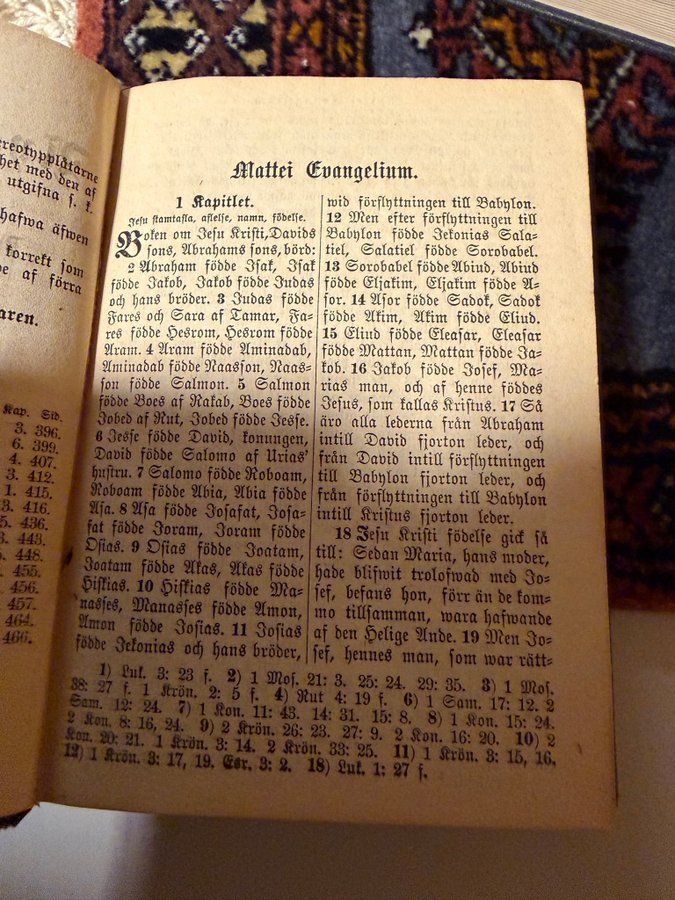 reotypplåtarne
het med den af
utgifna s. k.
hafwa äfwen
korrekt som
af förra
aren.
Kap. Sid.
3. 396.
6. 399.
4. 407.
3. 412.
1. 415.
3. 416.
5. 436.
3. 443.
5. 448.
455.
456.
457.
464.
466.
Mattei Evangelium.
1 Kapitlet.
Jesu stamtafla, aflelse, namn, födelse.
Boken om Jesu Kristi, Davids
sons, Abrahams sons, börd:
2 Abraham födde Isak, Isak
födde Jakob, Jakob födde Judas
och hans bröder. 3 Judas födde
Fares och Sara af Tamar, Fa-
res födde Hesrom, Hesrom födde
Aram. 4 Aram födde Aminadab,
Aminadab födde Naasson, Naas-
son födde Salmon. 5 Salmon
födde Boes af Rakab, Boes födde
Jobed af Rut, Jobed födde Jesse.
6 Jesse födde David, konungen,
David födde Salomo af Urias'
hustru. 7 Salomo födde Roboam,
Roboam födde Abia, Abia födde
Asa. 8 Asa födde Josafat, Josa-
fat födde Joram, Joram födde
Osias. 9 Osias födde Joatam,
Joatam födde Akas, Akas födde
Hiskias. 10 Hiskias födde Ma-
nasses, Manasses födde Amon,
Amon födde Josias. 11 Josias
födde Jekonias och hans bröder,
wid förflyttningen till Babylon.
12 Men efter förflyttningen till
Babylon födde Jekonias Sala-
tiel, Salatiel födde Sorobabel.
13 Sorobabel födde Abiud, Abiud
födde Eljakim, Eljakim födde A-
sor. 14 Asor födde Sadok, Sadok
födde Akim, Akim födde Eliud.
15 Eliud födde Eleasar, Eleasar
födde Mattan, Mattan födde Ja-
kob. 16 Jakob födde Josef, Ma-
rias man, och af henne föddes
Jesus, som kallas Kristus. 17 Så
äro alla lederna från Abraham
intill David fjorton leder, och
från David intill förflyttningen
till Babylon fjorton leder, och
från förflyttningen till Babylon
intill Kristus fjorton leder.
18 Jesu Kristi födelse gick så
till: Sedan Maria, hans moder,
hade blifwit trolofwad med Jo-
sef, befans hon, förr än de kom-
mo tillsamman, wara hafwande
af den Helige Ande. 19 Men Jo-
sef, hennes man, som war rätt-
1) Luk. 3: 23 f. 2) 1 Mos. 21: 3. 25: 24. 29: 35. 3) 1 Mos.
38: 27 f. 1 Krön. 2: 5 f. 4) Rut 4: 19 f. 6) 1 Sam. 17: 12. 2
Sam. 12: 24. 7) 1 Kon. 11: 43. 14: 31. 15: 8. 8) 1 Kon. 15: 24.
2 Kon. 8: 16, 24. 9) 2 Krön. 26: 23. 27: 9. 2 Kon. 16: 20. 10) 2
Kon. 20: 21. 1 Krön. 3: 14. 2 Krön. 33: 25. 11) 1 Krön. 3: 15, 16.
12) 1 Krön. 3: 17, 19. Esr. 3: 2. 18) Luk. 1: 27 f.